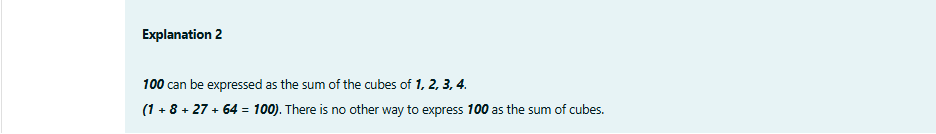 Explanation 2
100 can be expressed as the sum of the cubes of 1, 2, 3, 4.
(1 + 8 + 27 + 64 = 100). There is no other way to express 100 as the sum of cubes.